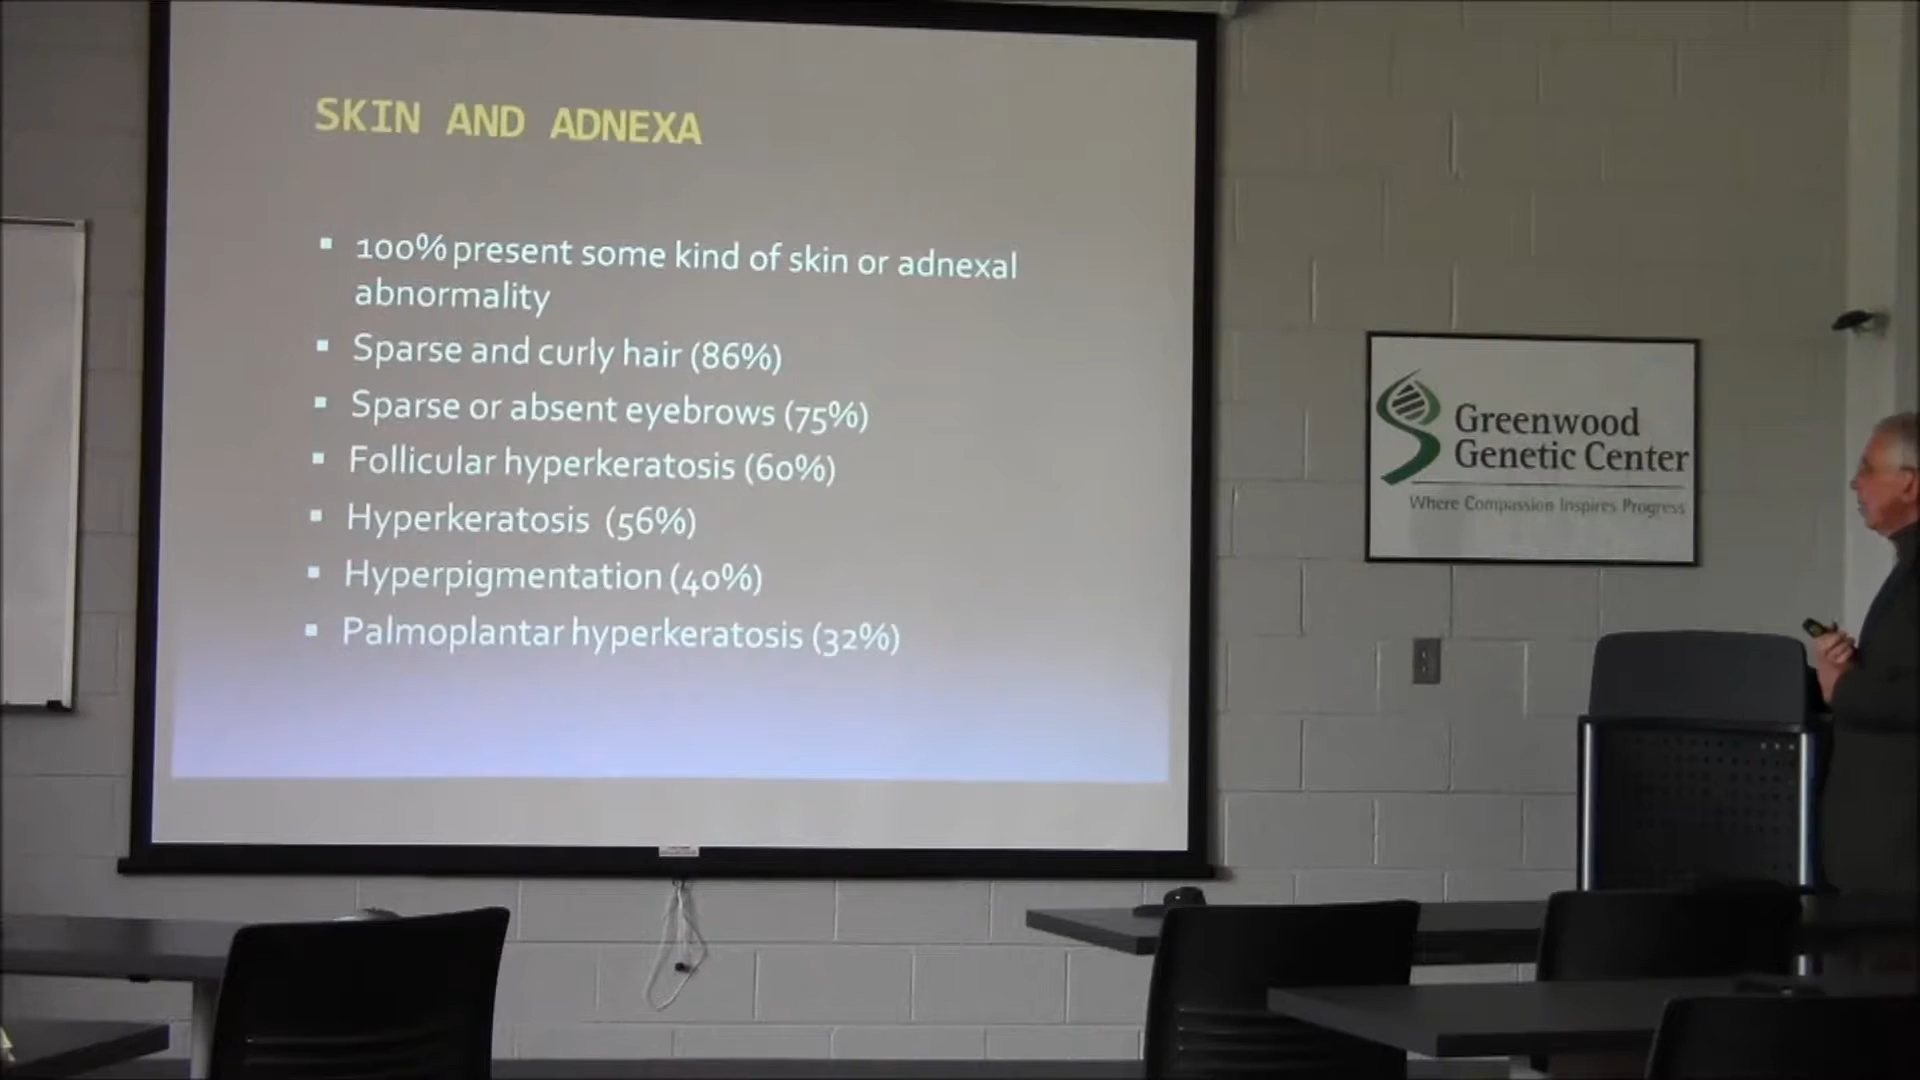 SKIN AND ADNEXA
▪ 100% present some kind of skin or adnexal
abnormality
▪ Sparse and curly hair (86%)
▪ Sparse or absent eyebrows (75%)
▪ Follicular hyperkeratosis (60%)
▪ Hyperkeratosis (56%)
▪ Hyperpigmentation (40%)
▪ Palmoplantar hyperkeratosis (32%)
Greenwood
Genetic Center
Where Compassion Inspires Progress